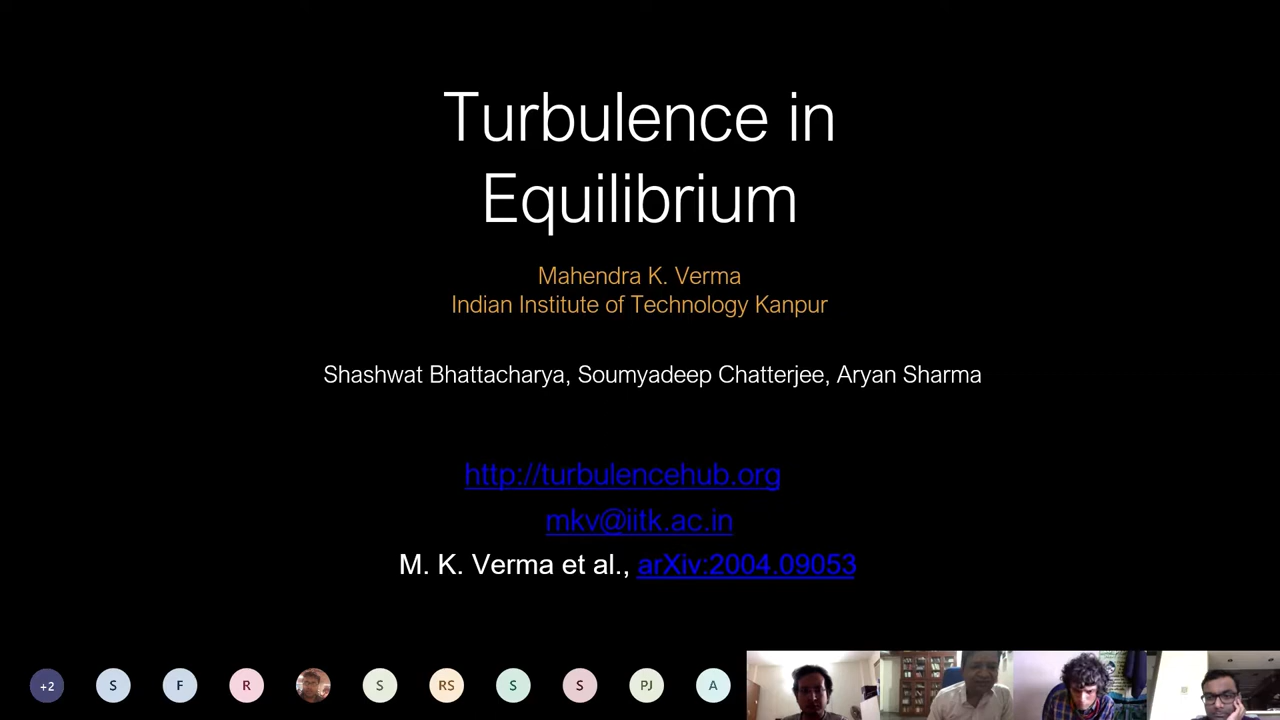 Turbulence in
Equilibrium
Mahendra K. Verma
Indian Institute of Technology Kanpur
Shashwat Bhattacharya, Soumyadeep Chatterjee, Aryan Sharma
http://turbulencehub.org
mkv@iitk.ac.in
M. K. Verma et al., arXiv:2004.09053
+2 S F R S RS S S PJ A